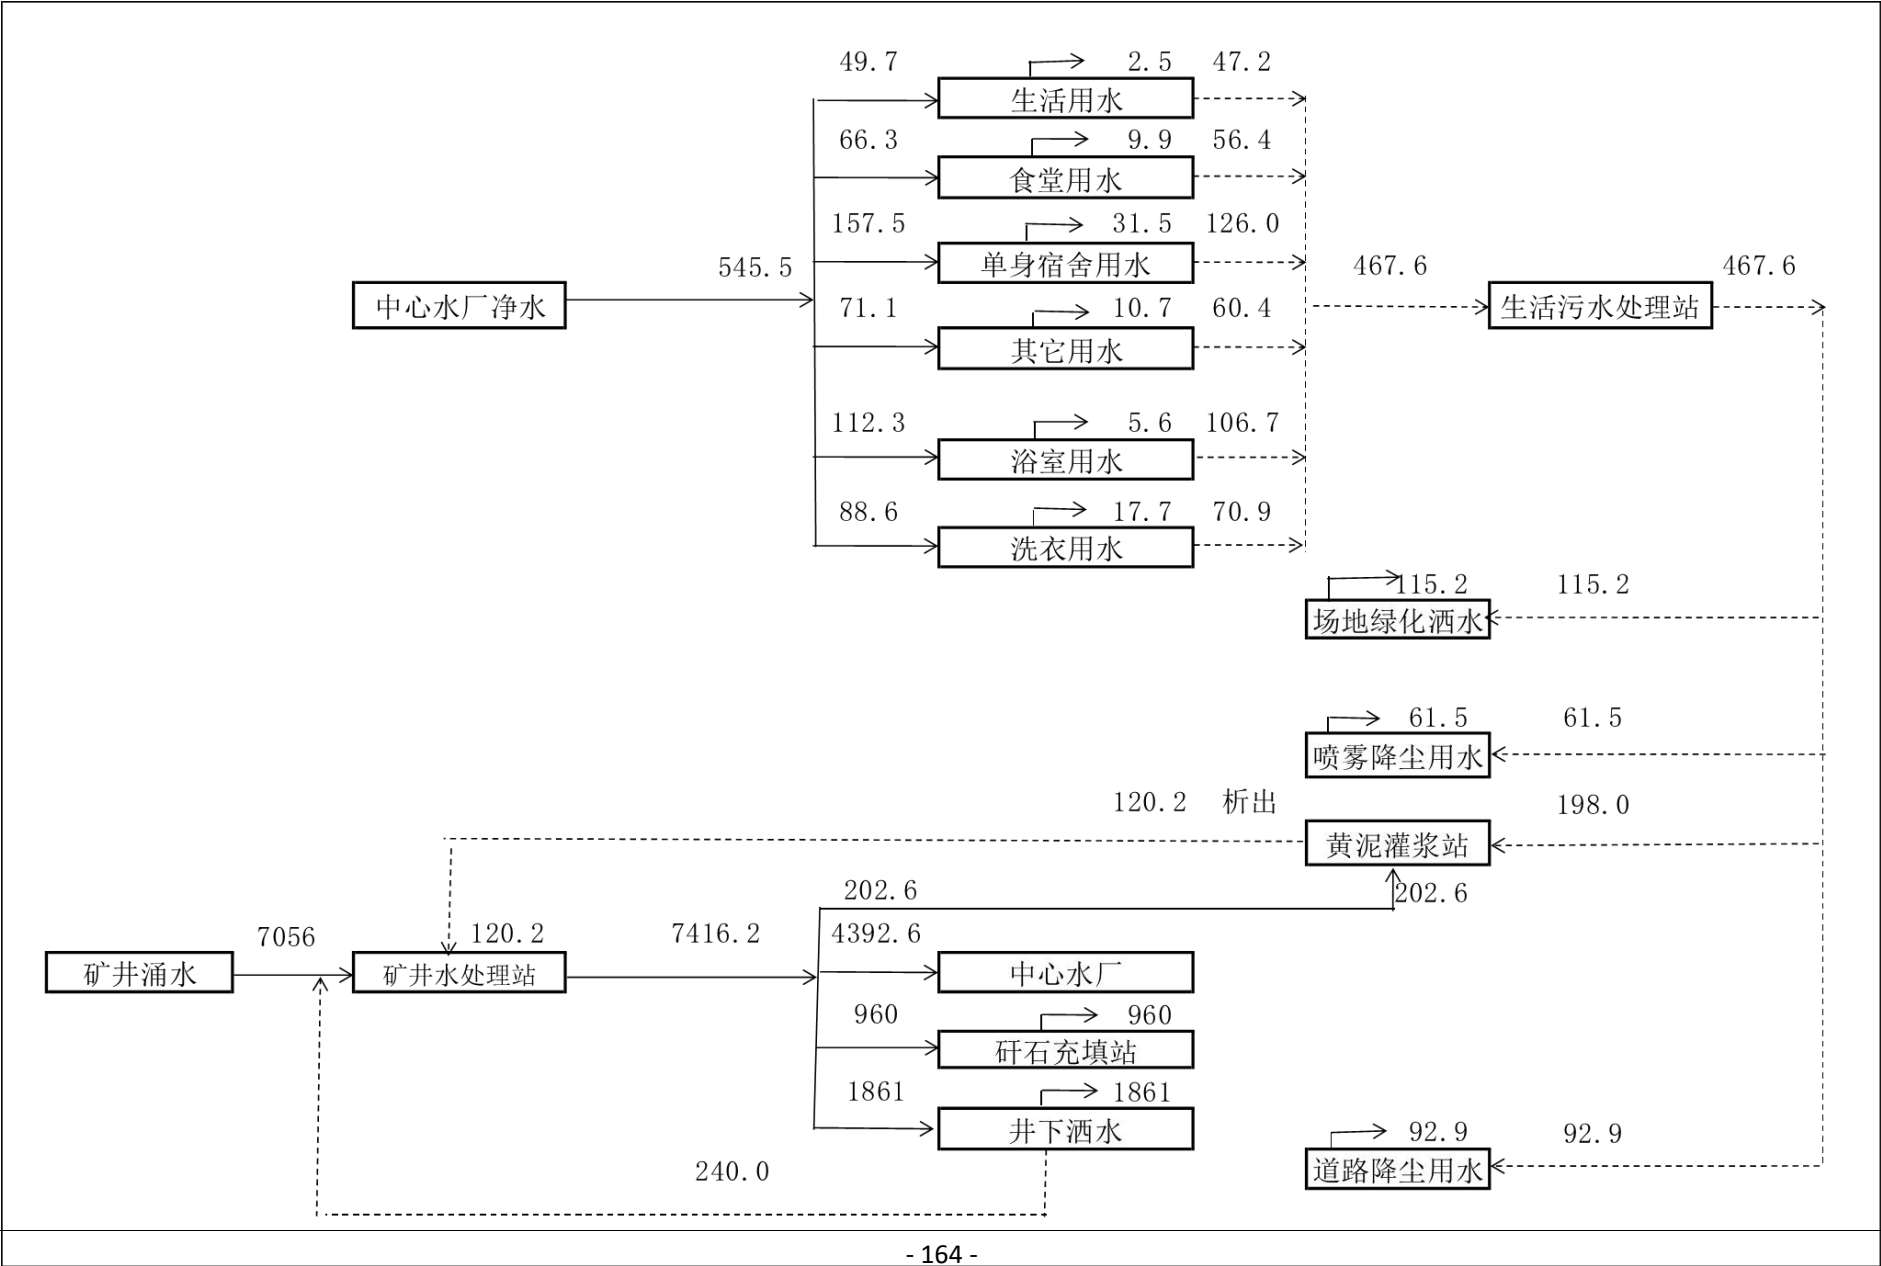 49.7 2.5 47.2
生活用水
66.3 9.9 56.4
食堂用水
157.5 31.5 126.0
单身宿舍用水
545.5 467.6 467.6
中心水厂净水 生活污水处理站
71.1 10.7 60.4
其它用水
112.3 5.6 106.7
浴室用水
88.6 17.7 70.9
洗衣用水
115.2 115.2
场地绿化洒水
61.5 61.5
喷雾降尘用水
120.2 析出 198.0
黄泥灌浆站
202.6 202.6
7056 120.2 7416.2 4392.6
矿井涌水 矿井水处理站 中心水厂
960 960
矸石充填站
1861 1861
井下洒水
92.9 92.9
道路降尘用水
240.0
- 164 -